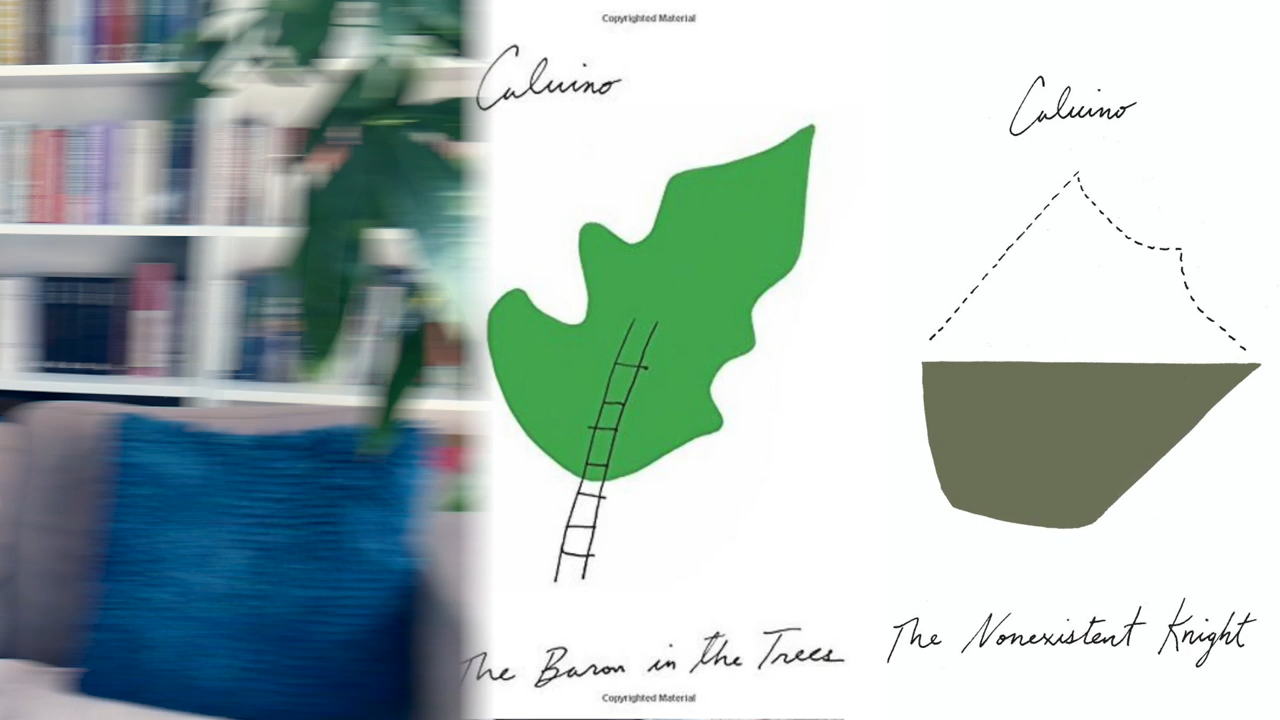 Copyrighted Material
Calvino
The Baron in the Trees
Copyrighted Material
Calvino
The Nonexistent Knight